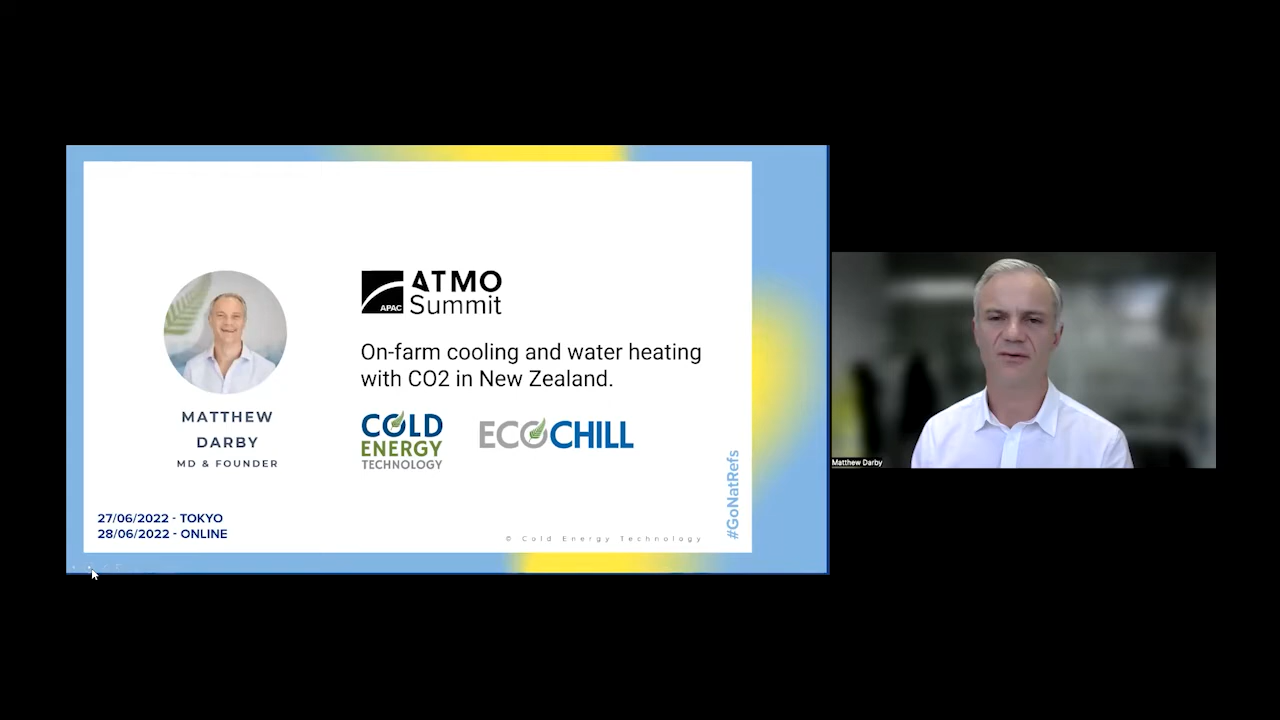 ATMO
APAC Summit
On-farm cooling and water heating
with CO2 in New Zealand.
MATTHEW
DARBY
MD & FOUNDER
COLD
ENERGY
TECHNOLOGY
ECOCHILL
#GoNatRefs
27/06/2022 - TOKYO
28/06/2022 - ONLINE
© Cold Energy Technology
Matthew Darby